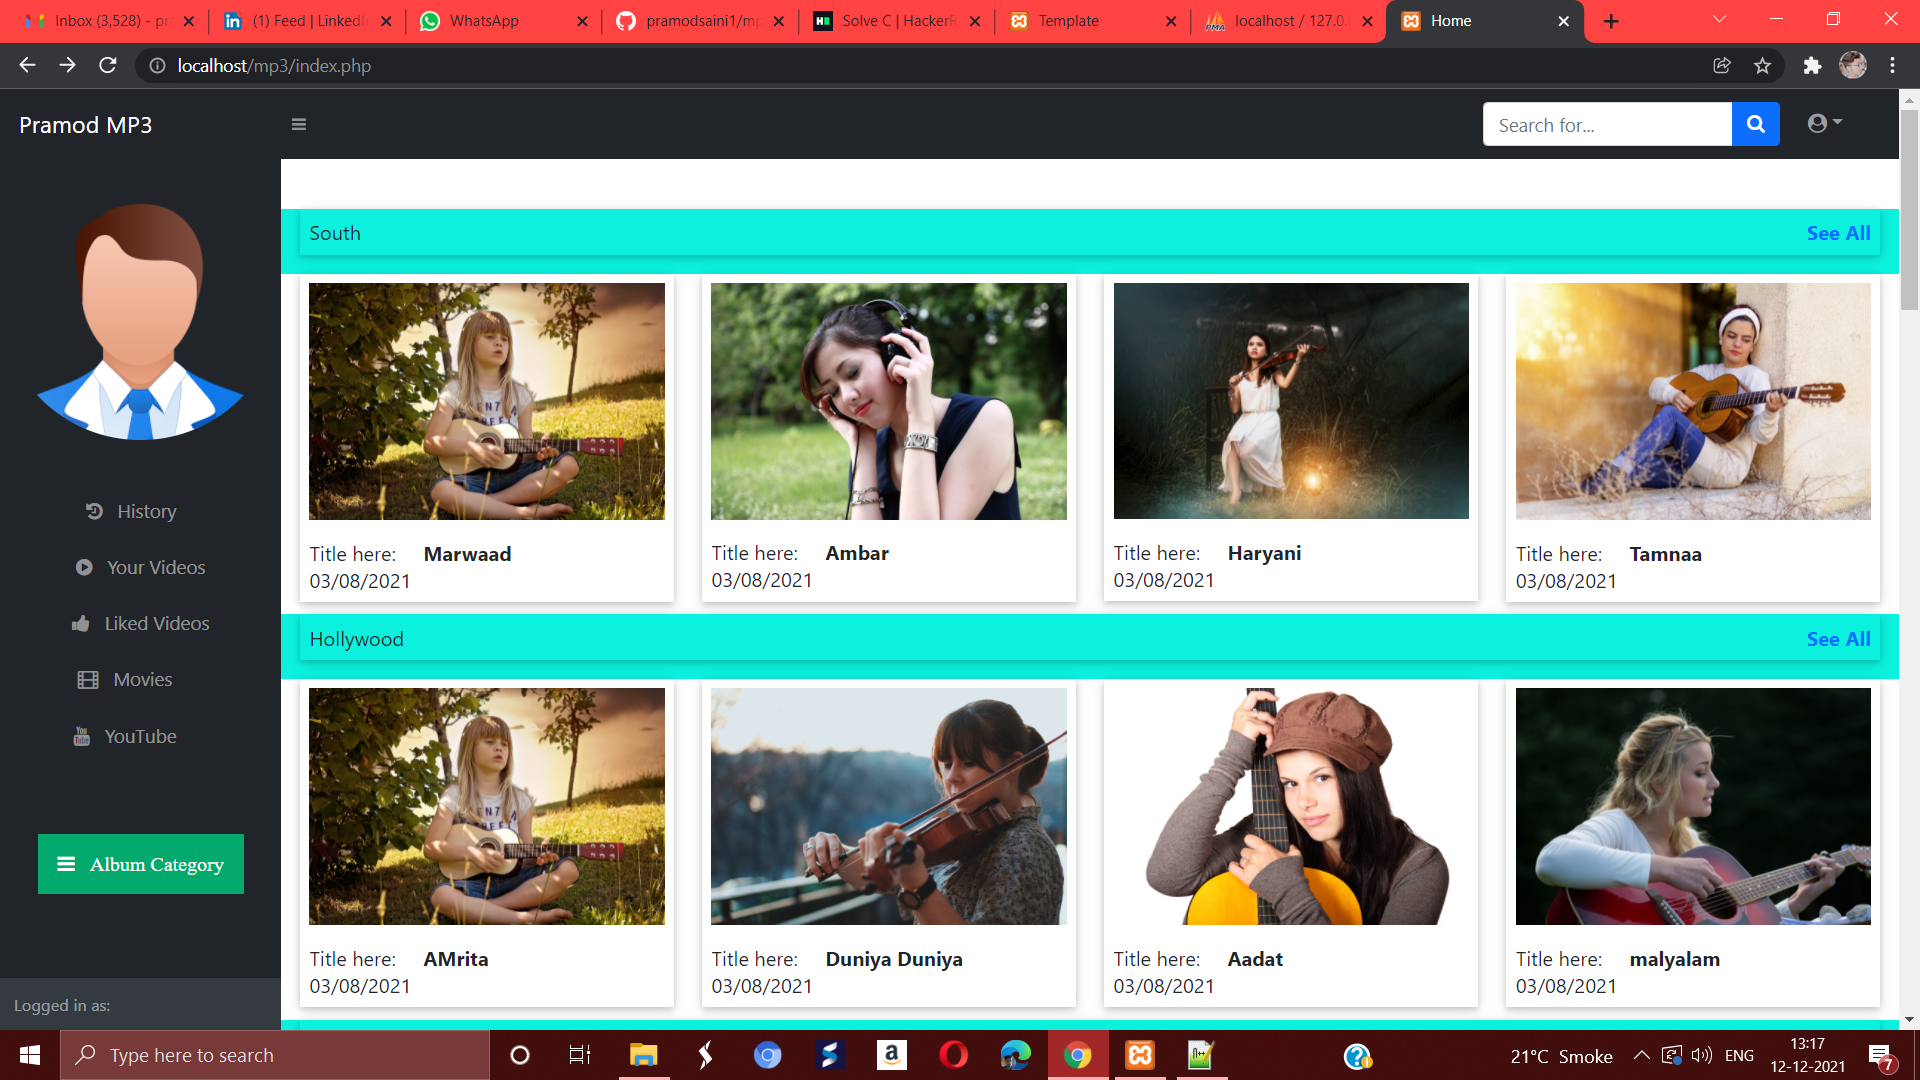 Inbox (3,528) - pr
(1) Feed | LinkedI
WhatsApp
pramodsaini1/mp
Solve C | HackerR
Template
localhost / 127.0.
Home
localhost/mp3/index.php
Pramod MP3
Search for...
History
Your Videos
Liked Videos
Movies
YouTube
Album Category
Logged in as:
South
See All
Title here: Marwaad
03/08/2021
Title here: Ambar
03/08/2021
Title here: Haryani
03/08/2021
Title here: Tamnaa
03/08/2021
Hollywood
See All
Title here: AMrita
03/08/2021
Title here: Duniya Duniya
03/08/2021
Title here: Aadat
03/08/2021
Title here: malyalam
03/08/2021
Type here to search
21°C Smoke
ENG
13:17
12-12-2021
7